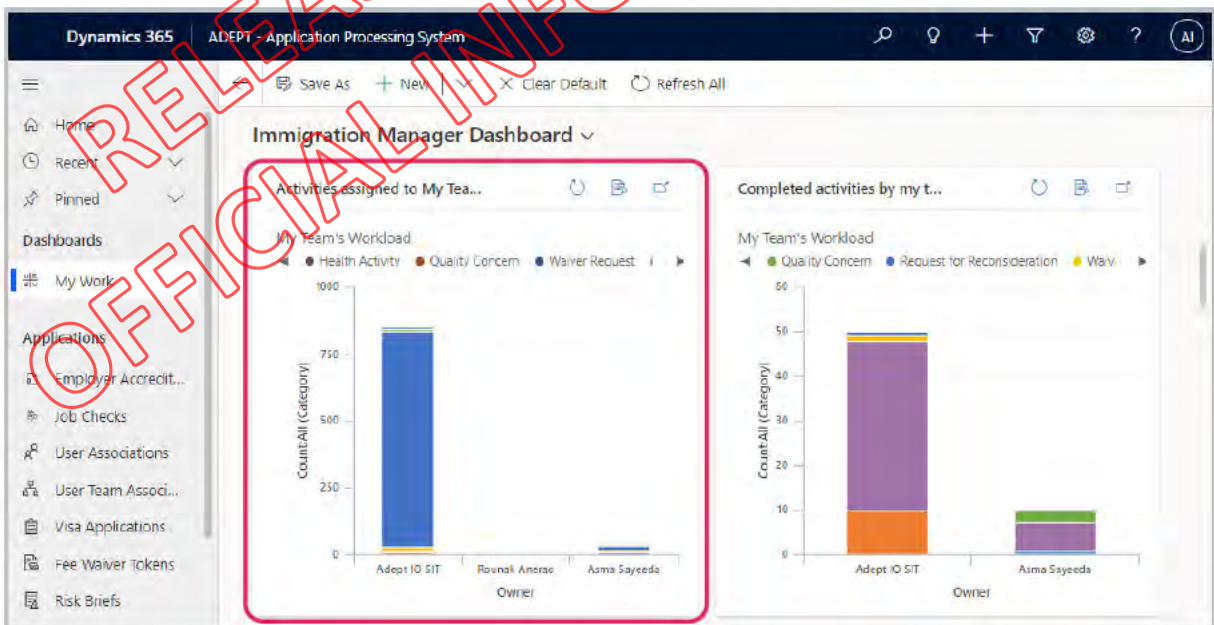 Dynamics 365 ADEPT - Application Processing System ? AI
Save As + New Clear Default Refresh All
Home
Recent
Pinned
Dashboards
My Work
Applications
Employer Accredit...
Job Checks
User Associations
User Team Associ...
Visa Applications
Fee Waiver Tokens
Risk Briefs
Immigration Manager Dashboard
Activities assigned to My Tea...
My Team's Workload
Health Activity Quality Concern Waiver Request
1000
750
500
250
0
Count:All (Category)
Adept IO SIT Rounak Anerao Asma Sayeeda
Owner
Completed activities by my t...
My Team's Workload
Quality Concern Request for Reconsideration Waiv
60
50
40
30
20
10
0
Count:All (Category)
Adept IO SIT Asma Sayeeda
Owner
OFFICIAL